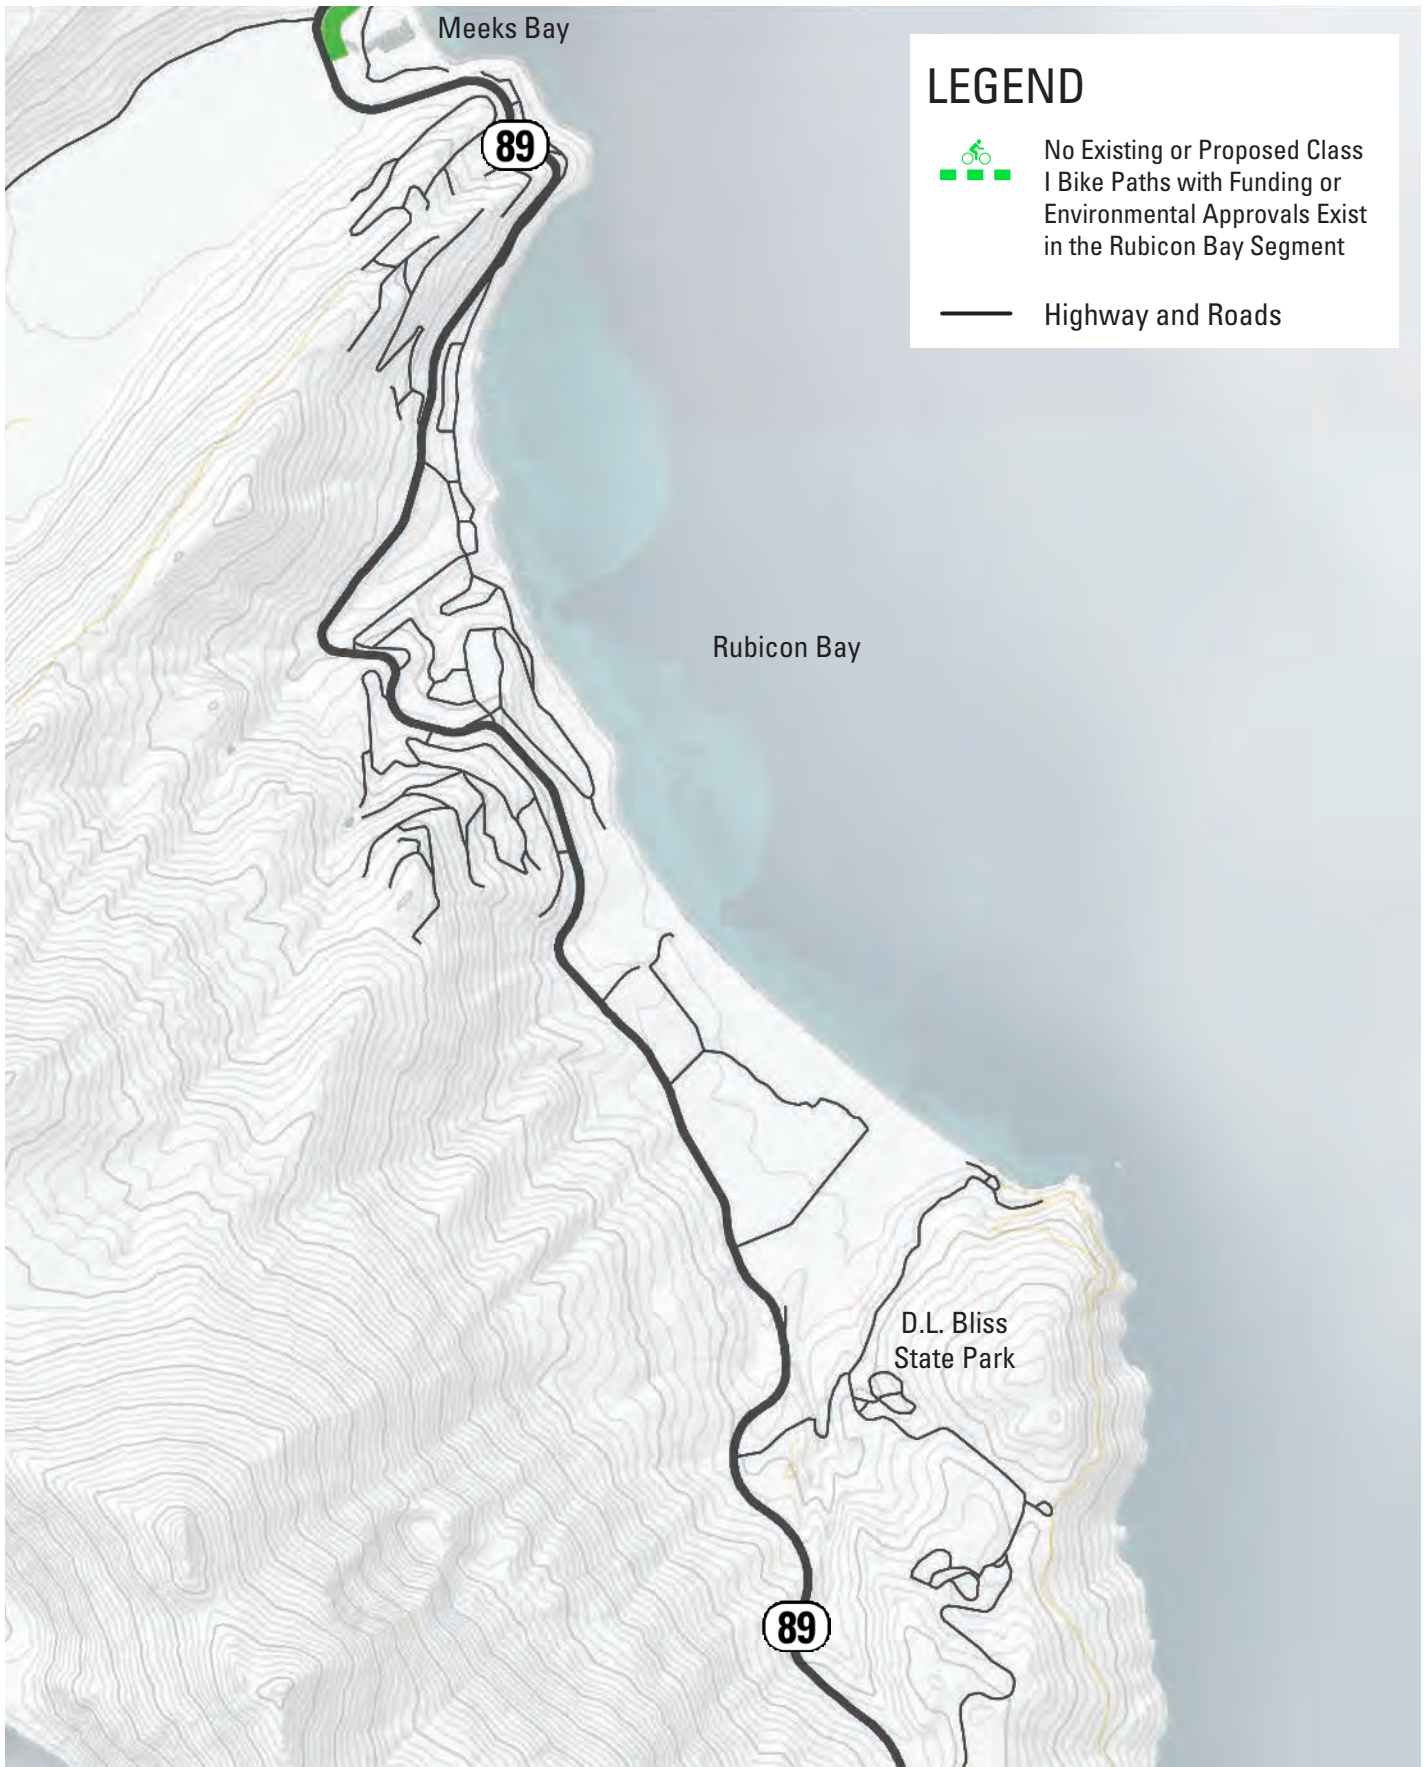 Meeks Bay
LEGEND
No Existing or Proposed Class
I Bike Paths with Funding or
Environmental Approvals Exist
in the Rubicon Bay Segment
Highway and Roads
89
Rubicon Bay
D.L. Bliss
State Park
89